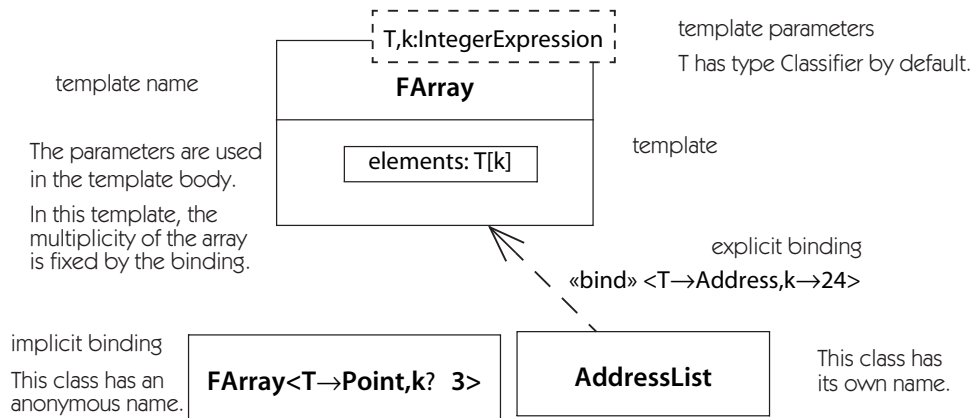 T,k:IntegerExpression
template parameters
T has type Classifier by default.
template name
FArray
The parameters are used
in the template body.
In this template, the
multiplicity of the array
is fixed by the binding.
elements: T[k]
template
explicit binding
«bind» <T→Address,k→24>
implicit binding
This class has an
anonymous name.
FArray<T→Point,k? 3>
AddressList
This class has
its own name.